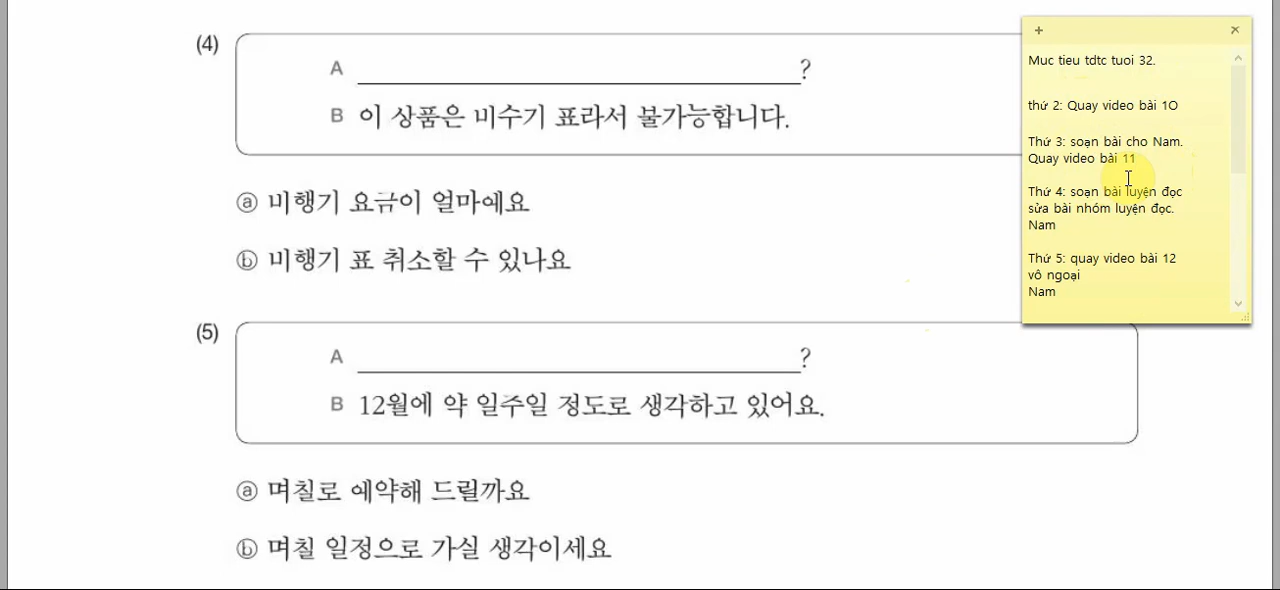 (4)
A ____________________?
B 이 상품은 비수기 표라서 불가능합니다.
ⓐ 비행기 요금이 얼마예요
ⓑ 비행기 표 취소할 수 있나요
(5)
A ____________________?
B 12월에 약 일주일 정도로 생각하고 있어요.
ⓐ 며칠로 예약해 드릴까요
ⓑ 며칠 일정으로 가실 생각이세요
Muc tieu tdtc tuoi 32.
thứ 2: Quay video bài 1O
Thứ 3: soạn bài cho Nam.
Quay video bài 11
Thứ 4: soạn bài luyện đọc
sửa bài nhóm luyện đọc.
Nam
Thứ 5: quay video bài 12
vô ngoại
Nam